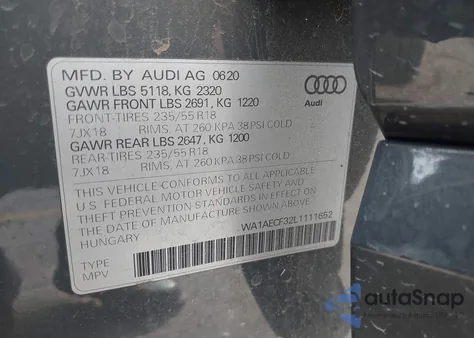 MFD. BY AUDI AG 0620
GVWR LBS 5118, KG 2320
GAWR FRONT LBS 2691, KG 1220
FRONT-TIRES 235/55 R18
7JX18 RIMS, AT 260 KPA 38 PSI COLD
GAWR REAR LBS 2647, KG 1200
REAR-TIRES 235/55 R18
7JX18 RIMS, AT 260 KPA 38 PSI COLD
THIS VEHICLE CONFORMS TO ALL APPLICABLE
U.S. FEDERAL MOTOR VEHICLE SAFETY AND
THEFT PREVENTION STANDARDS IN EFFECT ON
THE DATE OF MANUFACTURE SHOWN ABOVE.
HUNGARY
WA1AECF32L1111652
TYPE
MPV
Audi
autoSnap